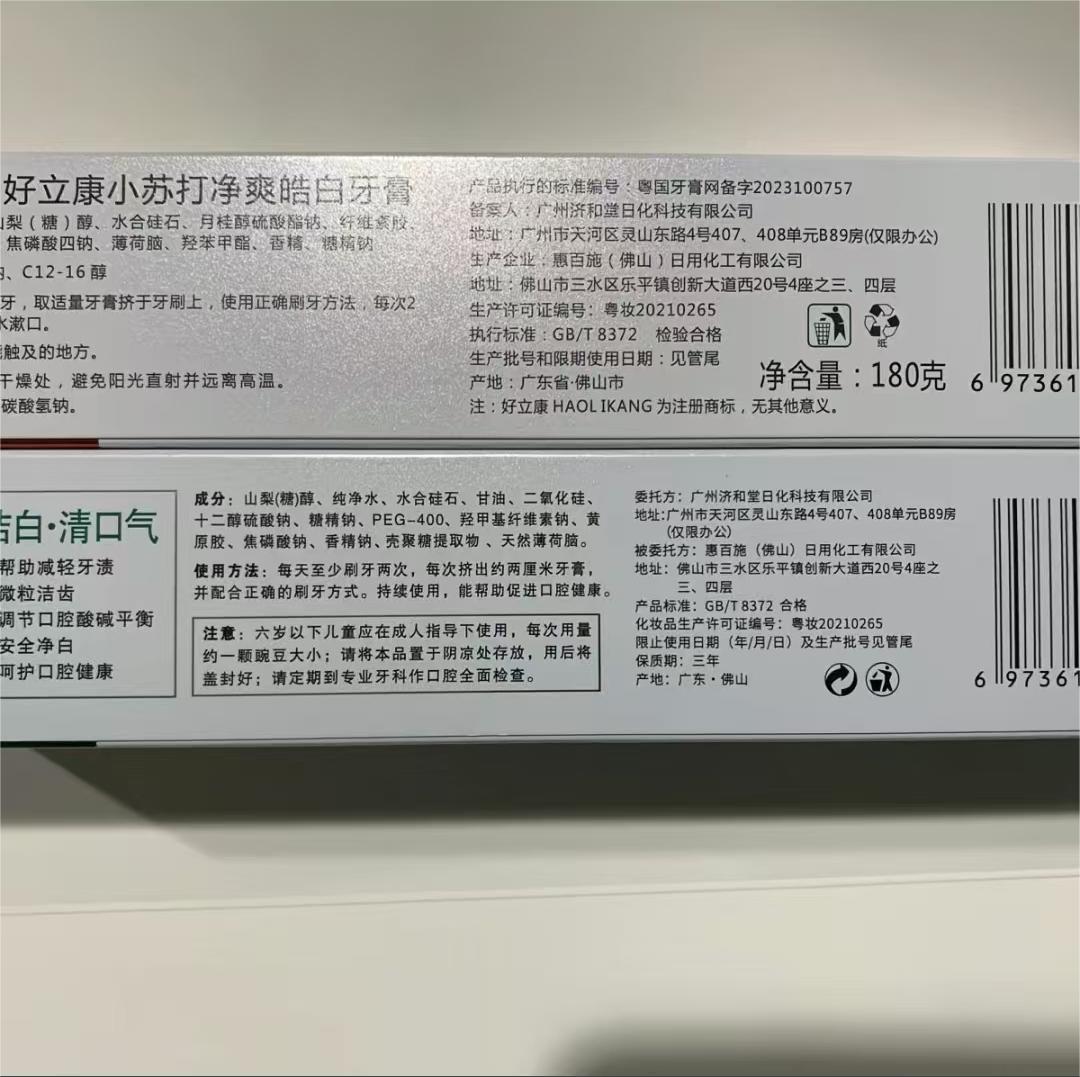 好立康小苏打净爽皓白牙膏
梨（糖）醇、水合硅石、月桂醇硫酸酯钠、纤维素胶、
焦磷酸四钠、薄荷脑、羟苯甲酯、香精、糖精钠
、C12-16 醇
牙，取适量牙膏挤于牙刷上，使用正确刷牙方法，每次2
水漱口。
触及的地方。
干燥处，避免阳光直射并远离高温。
碳酸氢钠。
产品执行的标准编号：粤国牙膏网备字2023100757
备案人：广州济和堂日化科技有限公司
地址：广州市天河区灵山东路4号407、408单元B89房(仅限办公)
生产企业：惠百施（佛山）日用化工有限公司
地址：佛山市三水区乐平镇创新大道西20号4座之三、四层
生产许可证编号：粤妆20210265
执行标准：GB/T 8372 检验合格
生产批号和限期使用日期：见管尾
产地：广东省·佛山市
注：好立康 HAOLIKANG 为注册商标，无其他意义。
纸
净含量：180克
6 97361
白·清口气
帮助减轻牙渍
微粒洁齿
调节口腔酸碱平衡
安全净白
呵护口腔健康
成分：山梨(糖)醇、纯净水、水合硅石、甘油、二氧化硅、
十二醇硫酸钠、糖精钠、PEG-400、羟甲基纤维素钠、黄
原胶、焦磷酸钠、香精钠、壳聚糖提取物、天然薄荷脑。
使用方法：每天至少刷牙两次，每次挤出约两厘米牙膏，
并配合正确的刷牙方式。持续使用，能帮助促进口腔健康。
注意：六岁以下儿童应在成人指导下使用，每次用量
约一颗豌豆大小；请将本品置于阴凉处存放，用后将
盖封好；请定期到专业牙科作口腔全面检查。
委托方：广州济和堂日化科技有限公司
地址:广州市天河区灵山东路4号407、408单元B89房
(仅限办公)
被委托方：惠百施（佛山）日用化工有限公司
地址：佛山市三水区乐平镇创新大道西20号4座之
三、四层
产品标准：GB/T 8372 合格
化妆品生产许可证编号：粤妆20210265
限止使用日期（年/月/日）及生产批号见管尾
保质期：三年
产地：广东·佛山
6 97361